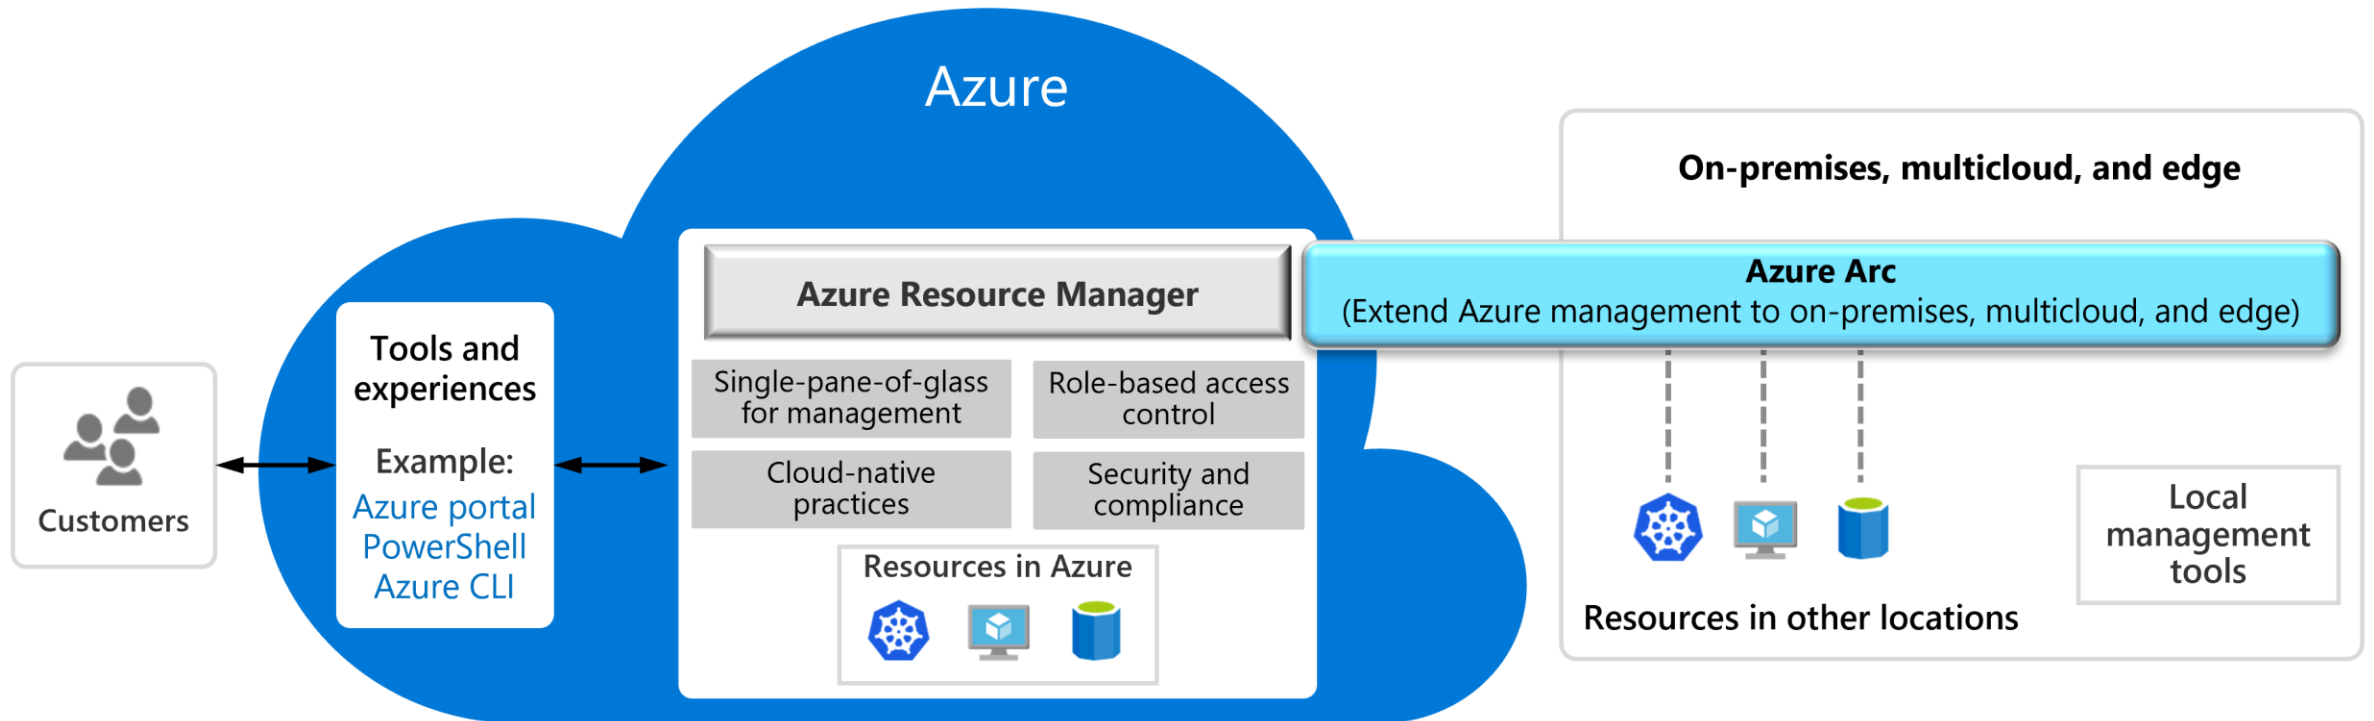 Azure
On-premises, multicloud, and edge
Azure Resource Manager
Azure Arc
(Extend Azure management to on-premises, multicloud, and edge)
Tools and
experiences
Example:
Azure portal
PowerShell
Azure CLI
Customers
Single-pane-of-glass
for management
Role-based access
control
Cloud-native
practices
Security and
compliance
Resources in Azure
Resources in other locations
Local
management
tools